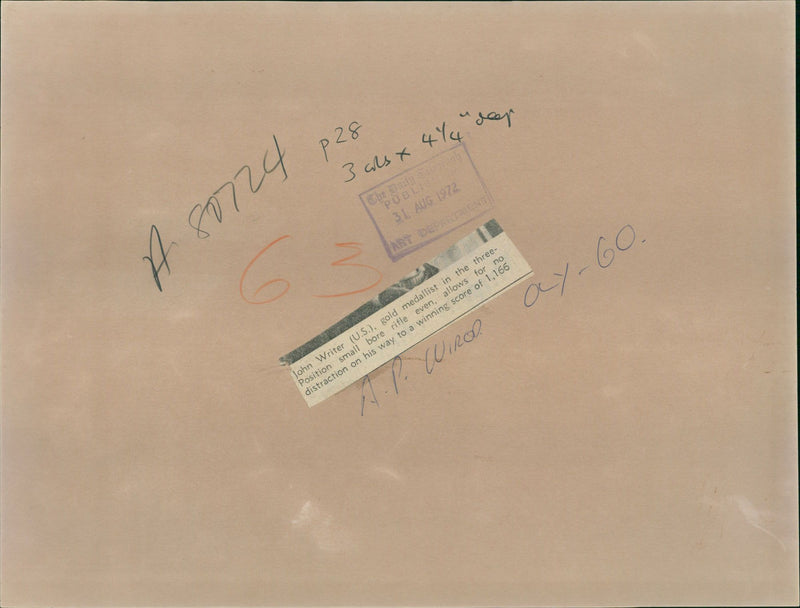 A 80724
p28
3 cols x 4¼" deep
The Daily Telegraph
PUBLISHED
31 AUG 1972
ART DEPARTMENT
63
John Writer (U.S.), gold medallist in the three-
Position small bore rifle even, allows for no
distraction on his way to a winning score of 1,166
A.P. WIRED
OLY-60.